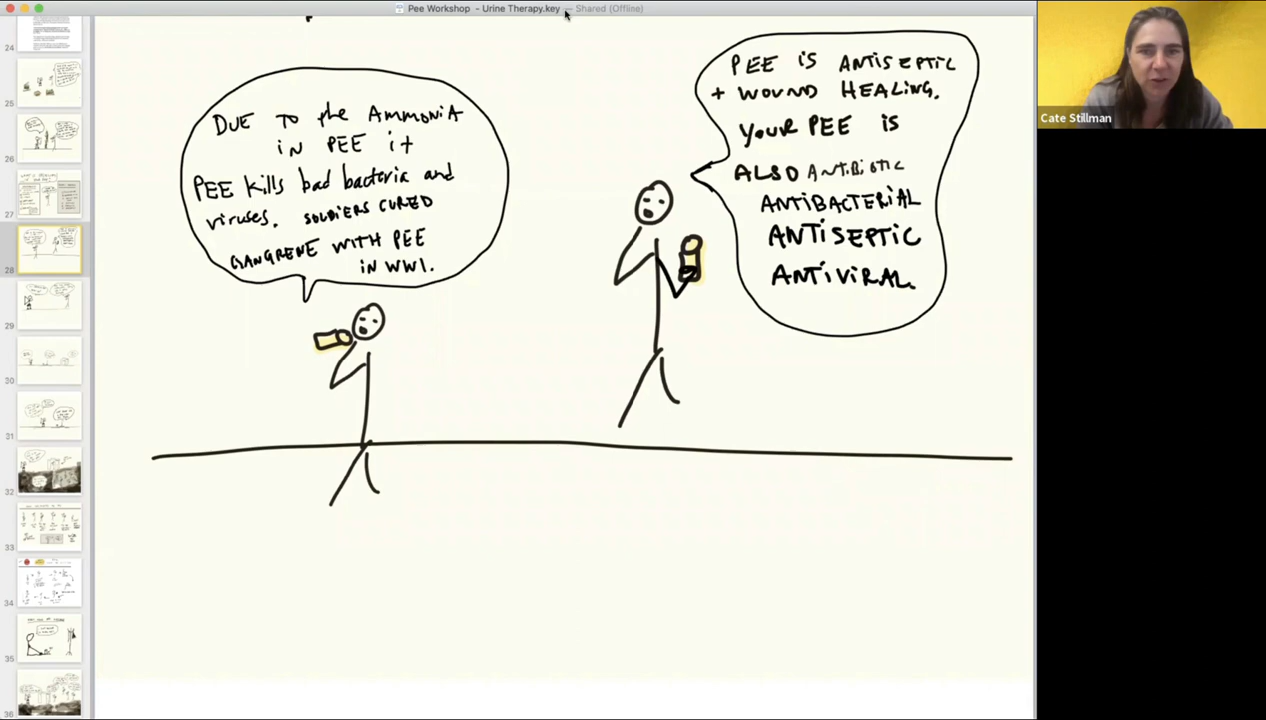 Pee Workshop - Urine Therapy.key — Shared (Offline)
DUE TO the AMMONIA
IN PEE it
PEE kills bad bacteria and
viruses. SOLDIERS CURED
GANGRENE WITH PEE
IN WW1.
PEE is ANTISEPTIC
+ WOUND HEALING.
YOUR PEE is
ALSO ANTIBIOTIC
ANTIBACTERIAL
ANTISEPTIC
ANTIVIRAL.
Cate Stillman
24
25
26
27
28
29
30
31
32
33
34
35
36